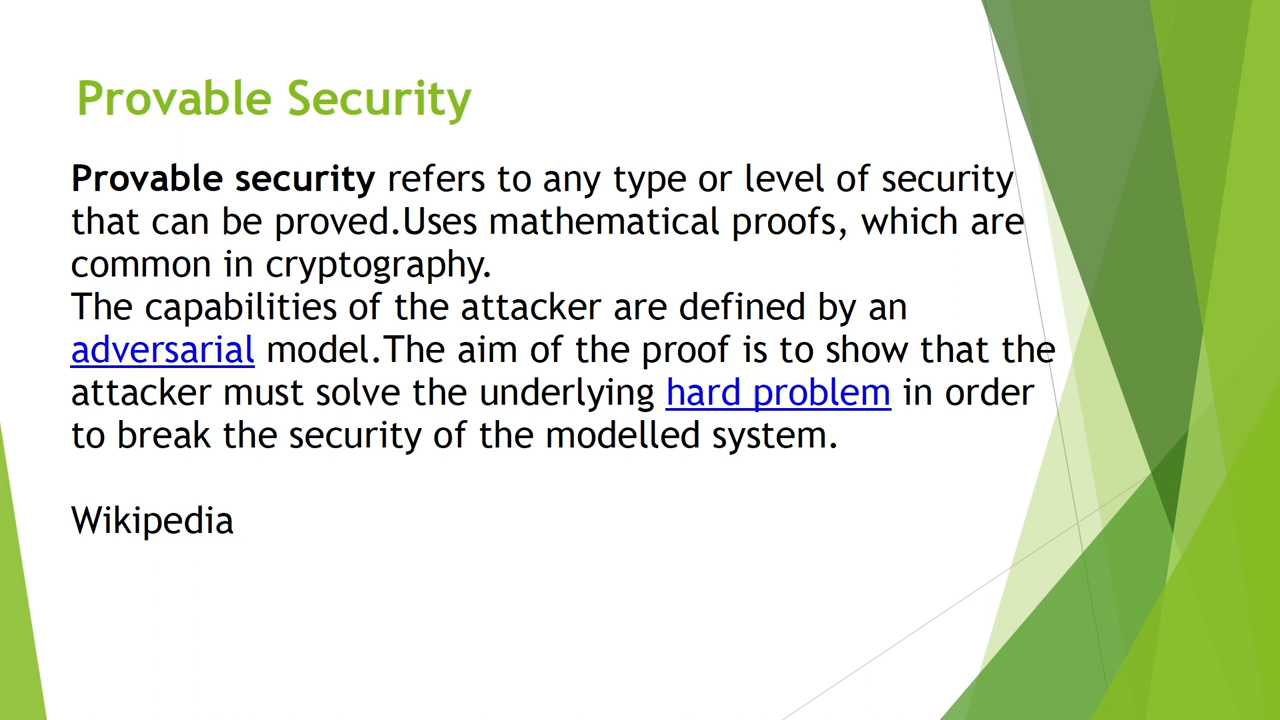 Provable Security
Provable security refers to any type or level of security
that can be proved.Uses mathematical proofs, which are
common in cryptography.
The capabilities of the attacker are defined by an
adversarial model.The aim of the proof is to show that the
attacker must solve the underlying hard problem in order
to break the security of the modelled system.
Wikipedia